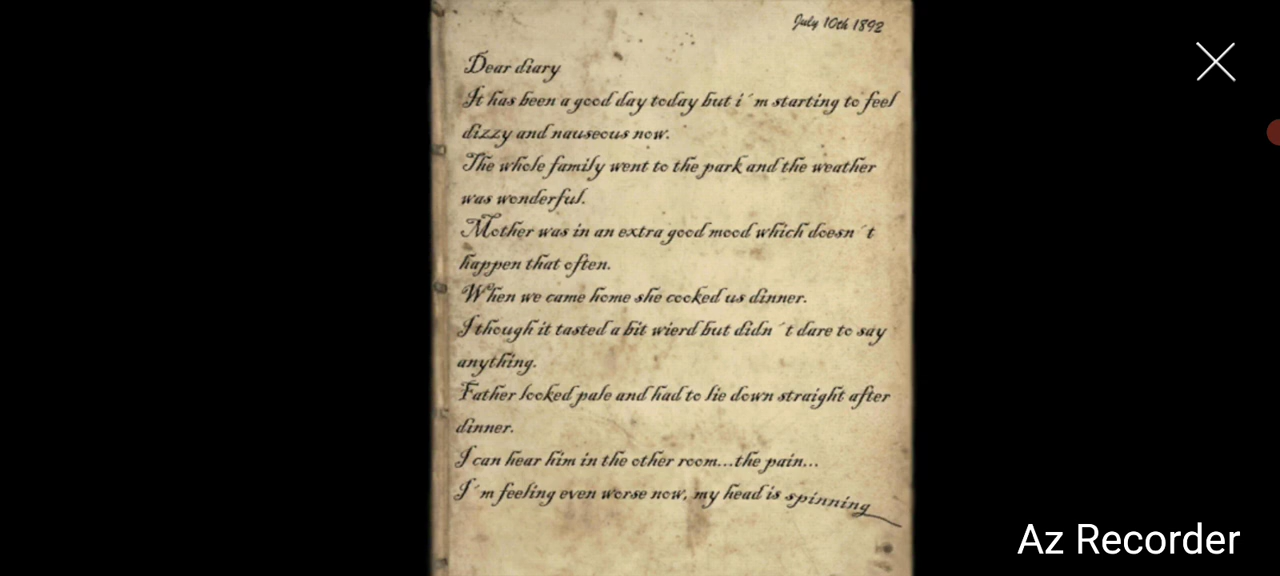 July 10th 1892
Dear diary
It has been a good day today but i´m starting to feel
dizzy and nauseous now.
The whole family went to the park and the weather
was wonderful.
Mother was in an extra good mood which doesn´t
happen that often.
When we came home she cooked us dinner.
I though it tasted a bit wierd but didn´t dare to say
anything.
Father looked pale and had to lie down straight after
dinner.
I can hear him in the other room...the pain...
I´m feeling even worse now, my head is spinning
Az Recorder